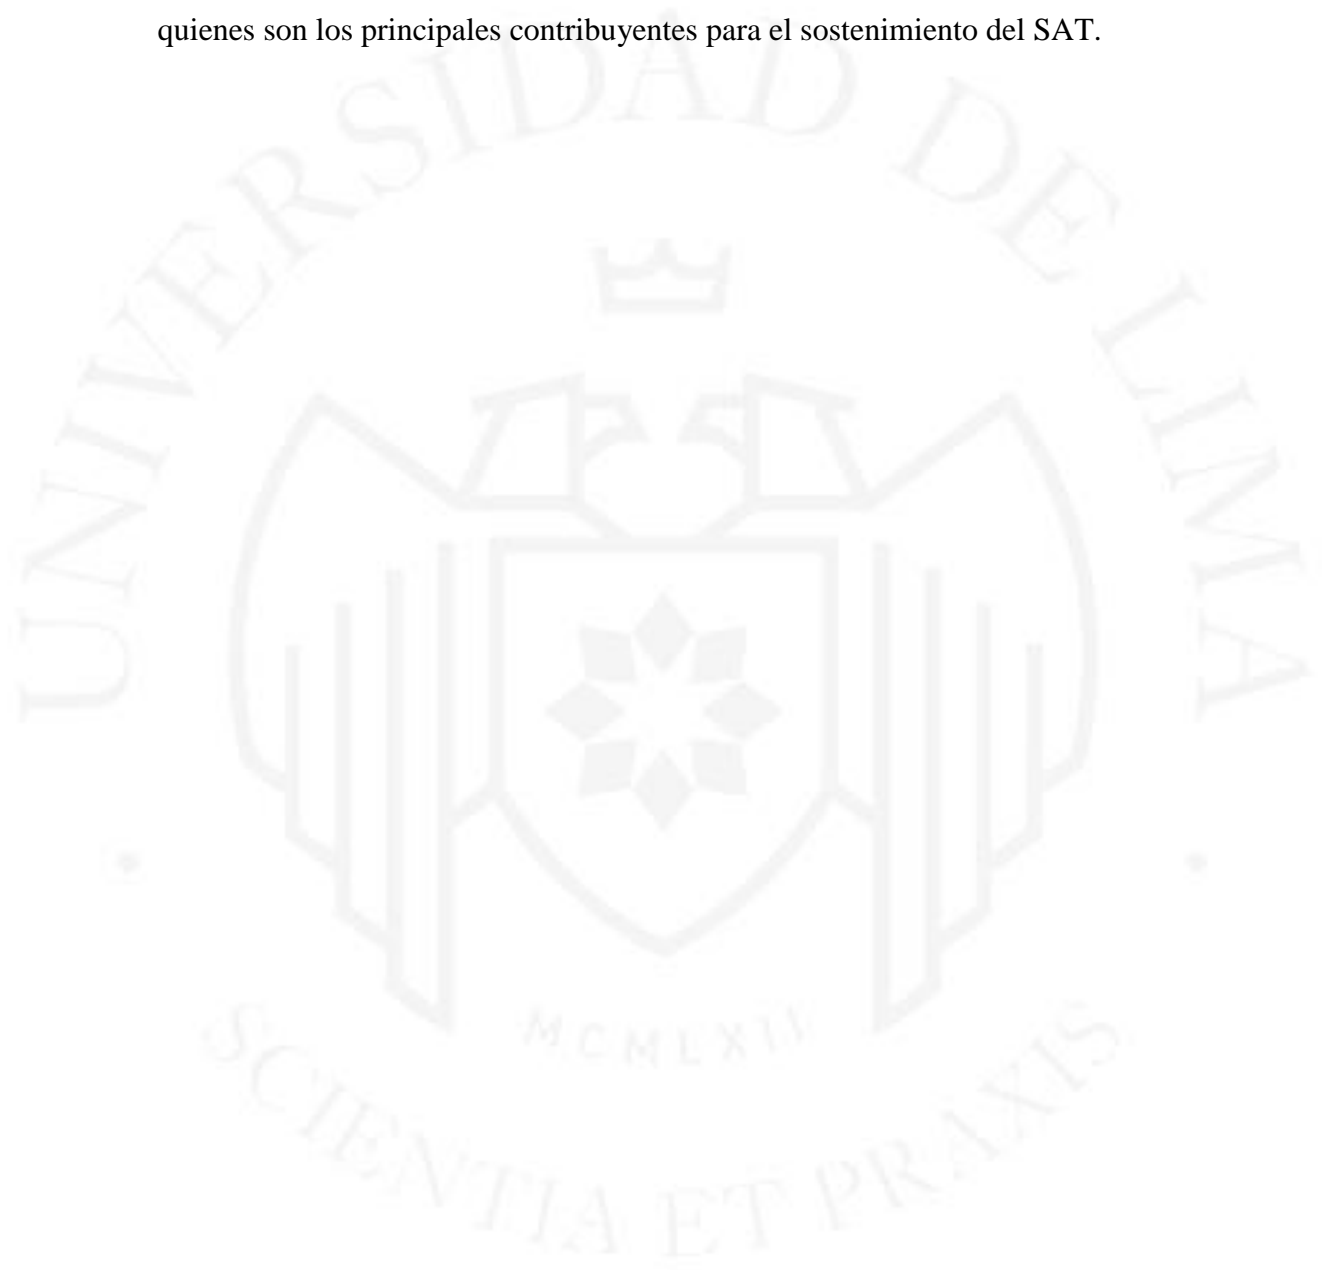 quienes son los principales contribuyentes para el sostenimiento del SAT.
UNIVERSIDAD DE LIMA
MCMLXII
SCIENTIA ET PRAXIS